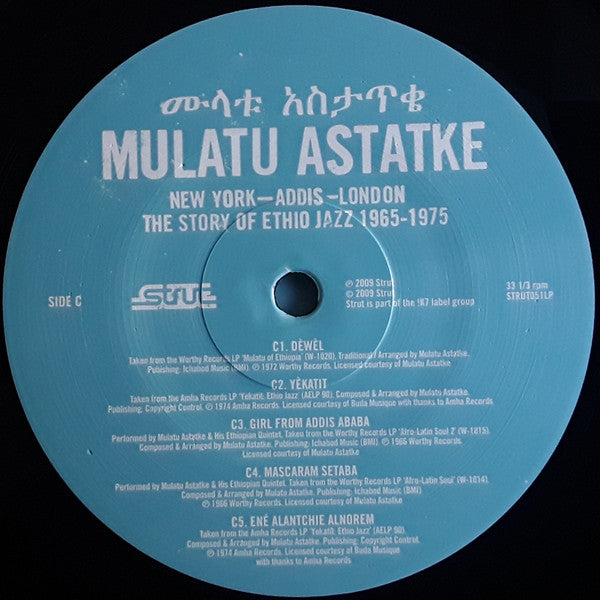 ሙላቱ አስታጥቄ
MULATU ASTATKE
NEW YORK–ADDIS–LONDON
THE STORY OF ETHIO JAZZ 1965-1975
SIDE C
Strut
℗ 2009 Strut
© 2009 Strut
Strut is part of the !K7 label group
33 1/3 rpm
STRUT051LP
C1. DÈWÈL
Taken from the Worthy Records LP 'Mulatu of Ethiopia' (W-1020). Traditional / Arranged by Mulatu Astatke.
Publishing: Ichabod Music (BMI) ℗ 1972 Worthy Records. Licensed courtesy of Mulatu Astatke
C2. YÈKATIT
Taken from the Amha Records LP 'Yekatit: Ethio Jazz' (AELP 90). Composed & Arranged by Mulatu Astatke.
Publishing: Copyright Control. ℗ 1974 Amha Records. Licensed courtesy of Buda Musique with thanks to Amha Records
C3. GIRL FROM ADDIS ABABA
Performed by Mulatu Astatke & His Ethiopian Quintet. Taken from the Worthy Records LP 'Afro-Latin Soul 2' (W-1815).
Composed & Arranged by Mulatu Astatke. Publishing: Ichabod Music (BMI) ℗ 1966 Worthy Records.
Licensed courtesy of Mulatu Astatke
C4. MASCARAM SETABA
Performed by Mulatu Astatke & His Ethiopian Quintet. Taken from the Worthy Records LP 'Afro-Latin Soul' (W-1014).
Composed & Arranged by Mulatu Astatke. Publishing: Ichabod Music (BMI)
℗ 1966 Worthy Records. Licensed courtesy of Mulatu Astatke
C5. ENÉ ALANTCHIE ALNOREM
Taken from the Amha Records LP 'Yekatit: Ethio Jazz' (AELP 90).
Composed & Arranged by Mulatu Astatke. Publishing: Copyright Control.
℗ 1974 Amha Records. Licensed courtesy of Buda Musique
with thanks to Amha Records